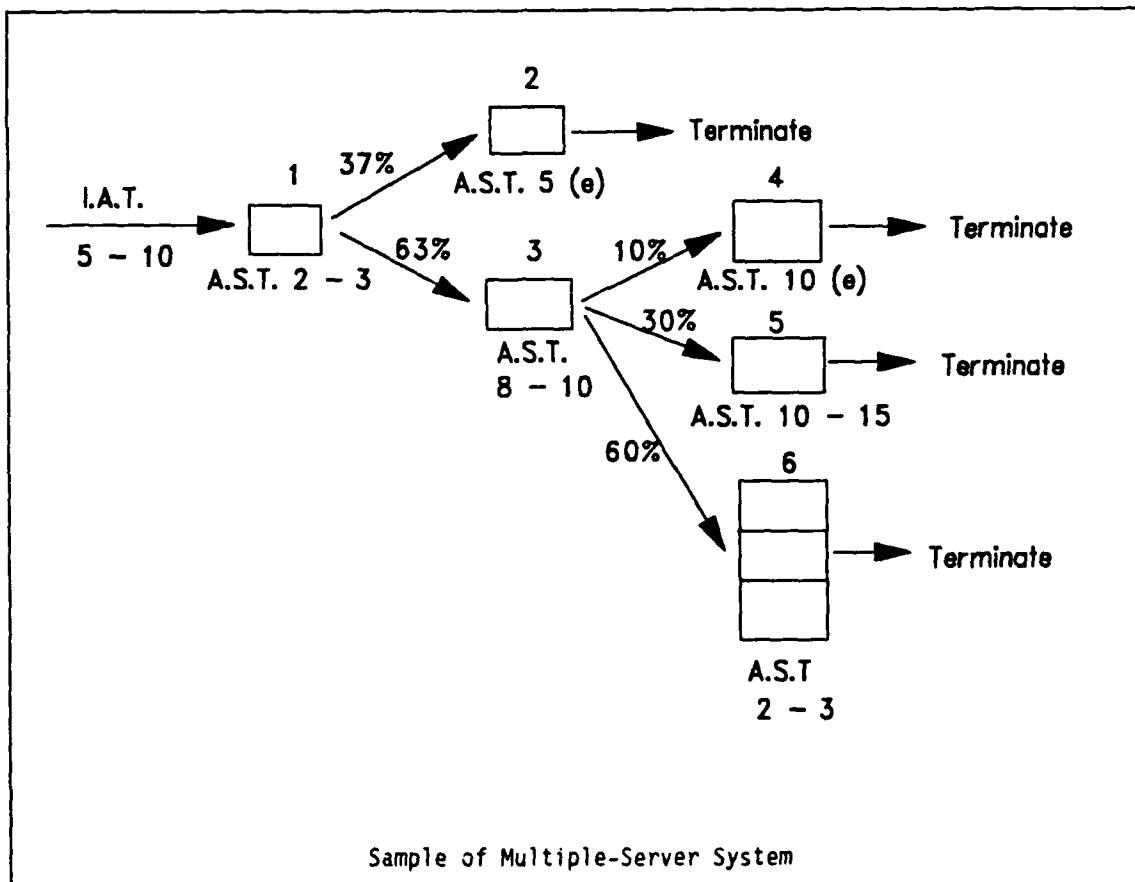 2
Terminate
37%
A.S.T. 5 (e)
1
4
I.A.T.
5 – 10
A.S.T. 2 – 3
63%
3
10%
Terminate
A.S.T. 10 (e)
30%
5
A.S.T.
8 – 10
Terminate
A.S.T. 10 – 15
60%
6
Terminate
A.S.T
2 – 3
Sample of Multiple-Server System